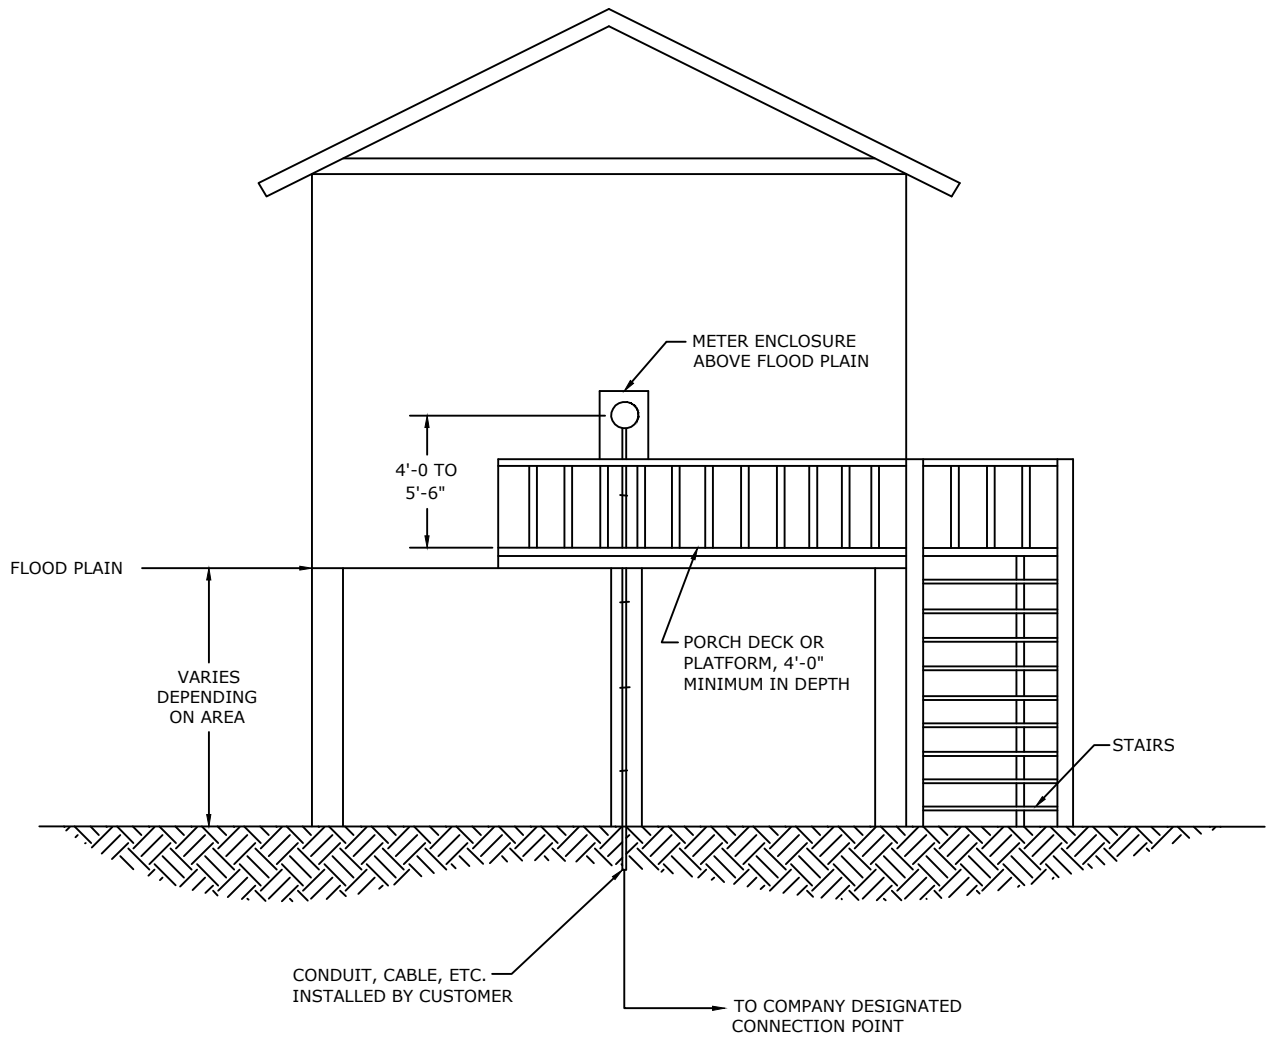 METER ENCLOSURE
ABOVE FLOOD PLAIN
4'-0 TO
5'-6"
FLOOD PLAIN
PORCH DECK OR
PLATFORM, 4'-0"
MINIMUM IN DEPTH
VARIES
DEPENDING
ON AREA
STAIRS
CONDUIT, CABLE, ETC.
INSTALLED BY CUSTOMER
TO COMPANY DESIGNATED
CONNECTION POINT